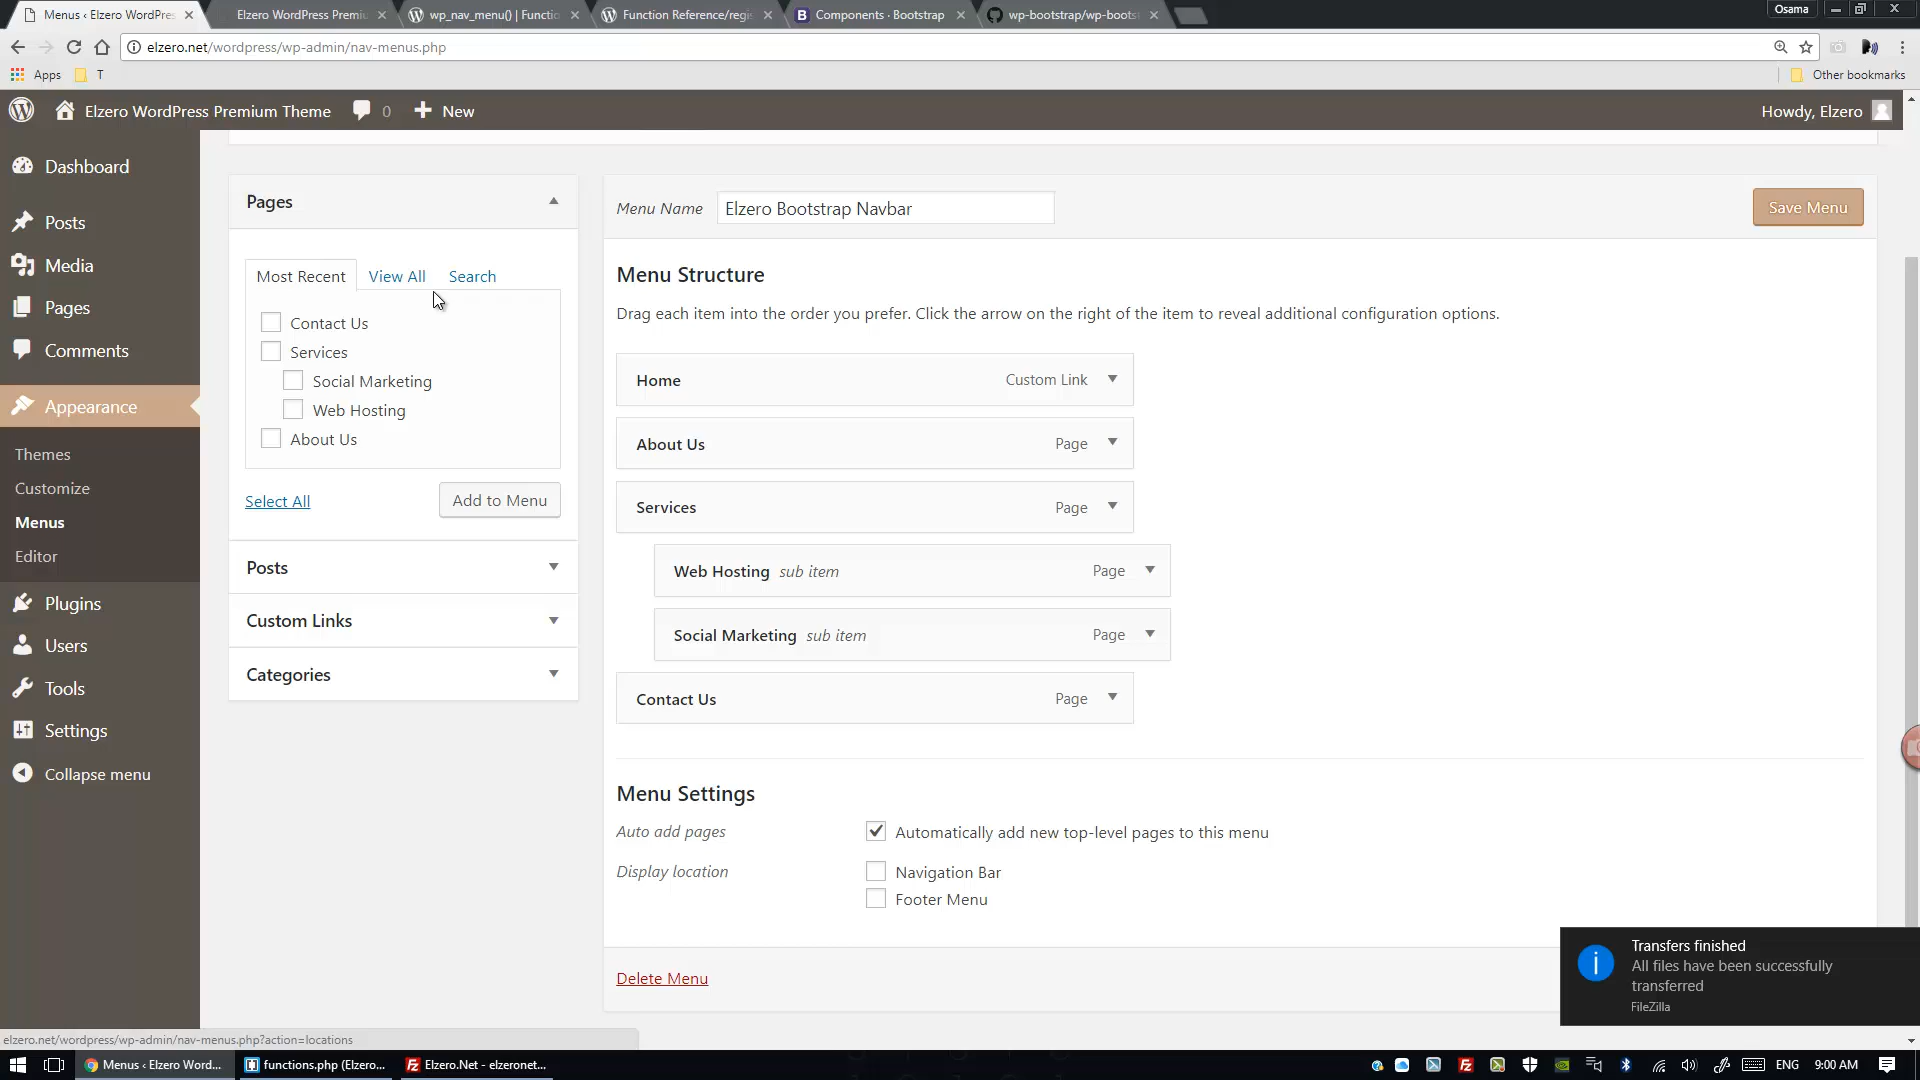 Menus ‹ Elzero WordPres
Elzero WordPress Premiu
wp_nav_menu() | Functio
Function Reference/regis
Components · Bootstrap
wp-bootstrap/wp-bootst
Osama
elzero.net/wordpress/wp-admin/nav-menus.php
Apps
T
Other bookmarks
Elzero WordPress Premium Theme
0
New
Howdy, Elzero
Dashboard
Posts
Media
Pages
Comments
Appearance
Themes
Customize
Menus
Editor
Plugins
Users
Tools
Settings
Collapse menu
Pages
Most Recent
View All
Search
Contact Us
Services
Social Marketing
Web Hosting
About Us
Select All
Add to Menu
Posts
Custom Links
Categories
Menu Name
Elzero Bootstrap Navbar
Save Menu
Menu Structure
Drag each item into the order you prefer. Click the arrow on the right of the item to reveal additional configuration options.
Home
Custom Link
About Us
Page
Services
Page
Web Hosting sub item
Page
Social Marketing sub item
Page
Contact Us
Page
Menu Settings
Auto add pages
Automatically add new top-level pages to this menu
Display location
Navigation Bar
Footer Menu
Delete Menu
Transfers finished
All files have been successfully
transferred
FileZilla
elzero.net/wordpress/wp-admin/nav-menus.php?action=locations
Menus ‹ Elzero Word...
functions.php (Elzero...
Elzero.Net - elzeronet...
ENG
9:00 AM